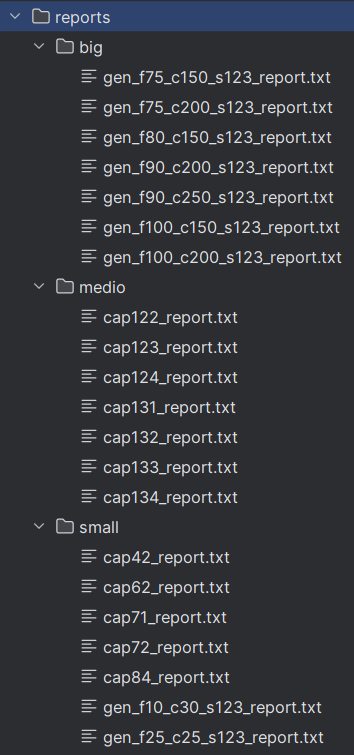 reports
big
gen_f75_c150_s123_report.txt
gen_f75_c200_s123_report.txt
gen_f80_c150_s123_report.txt
gen_f90_c200_s123_report.txt
gen_f90_c250_s123_report.txt
gen_f100_c150_s123_report.txt
gen_f100_c200_s123_report.txt
medio
cap122_report.txt
cap123_report.txt
cap124_report.txt
cap131_report.txt
cap132_report.txt
cap133_report.txt
cap134_report.txt
small
cap42_report.txt
cap62_report.txt
cap71_report.txt
cap72_report.txt
cap84_report.txt
gen_f10_c30_s123_report.txt
gen_f25_c25_s123_report.txt